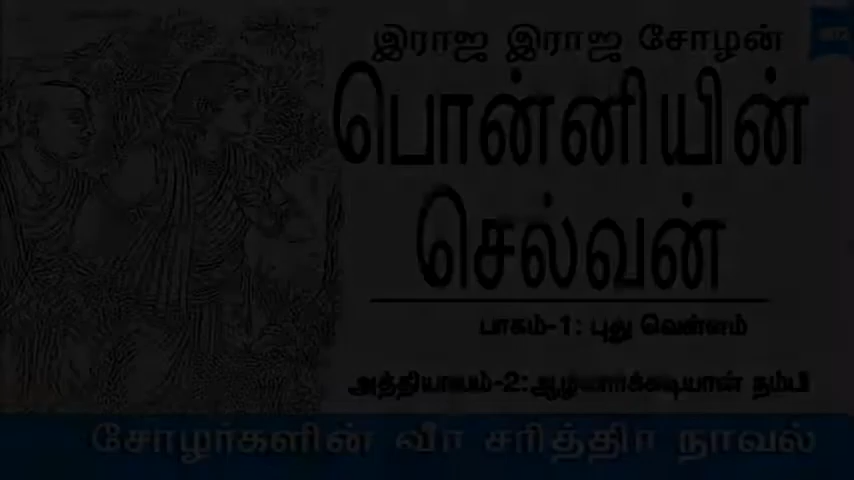 இராஜ இராஜ சோழன்
பொன்னியின்
செல்வன்
பாகம்-1: புது வெள்ளம்
அத்தியாயம்-2:ஆழ்வார்க்கடியான் நம்பி
சோழர்களின் வீர சரித்திர நாவல்